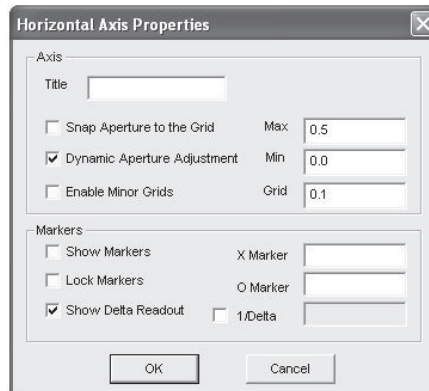 Horizontal Axis Properties
Axis
Title
Snap Aperture to the Grid Max 0.5
Dynamic Aperture Adjustment Min 0.0
Enable Minor Grids Grid 0.1
Markers
Show Markers X Marker
Lock Markers O Marker
Show Delta Readout 1/Delta
OK Cancel